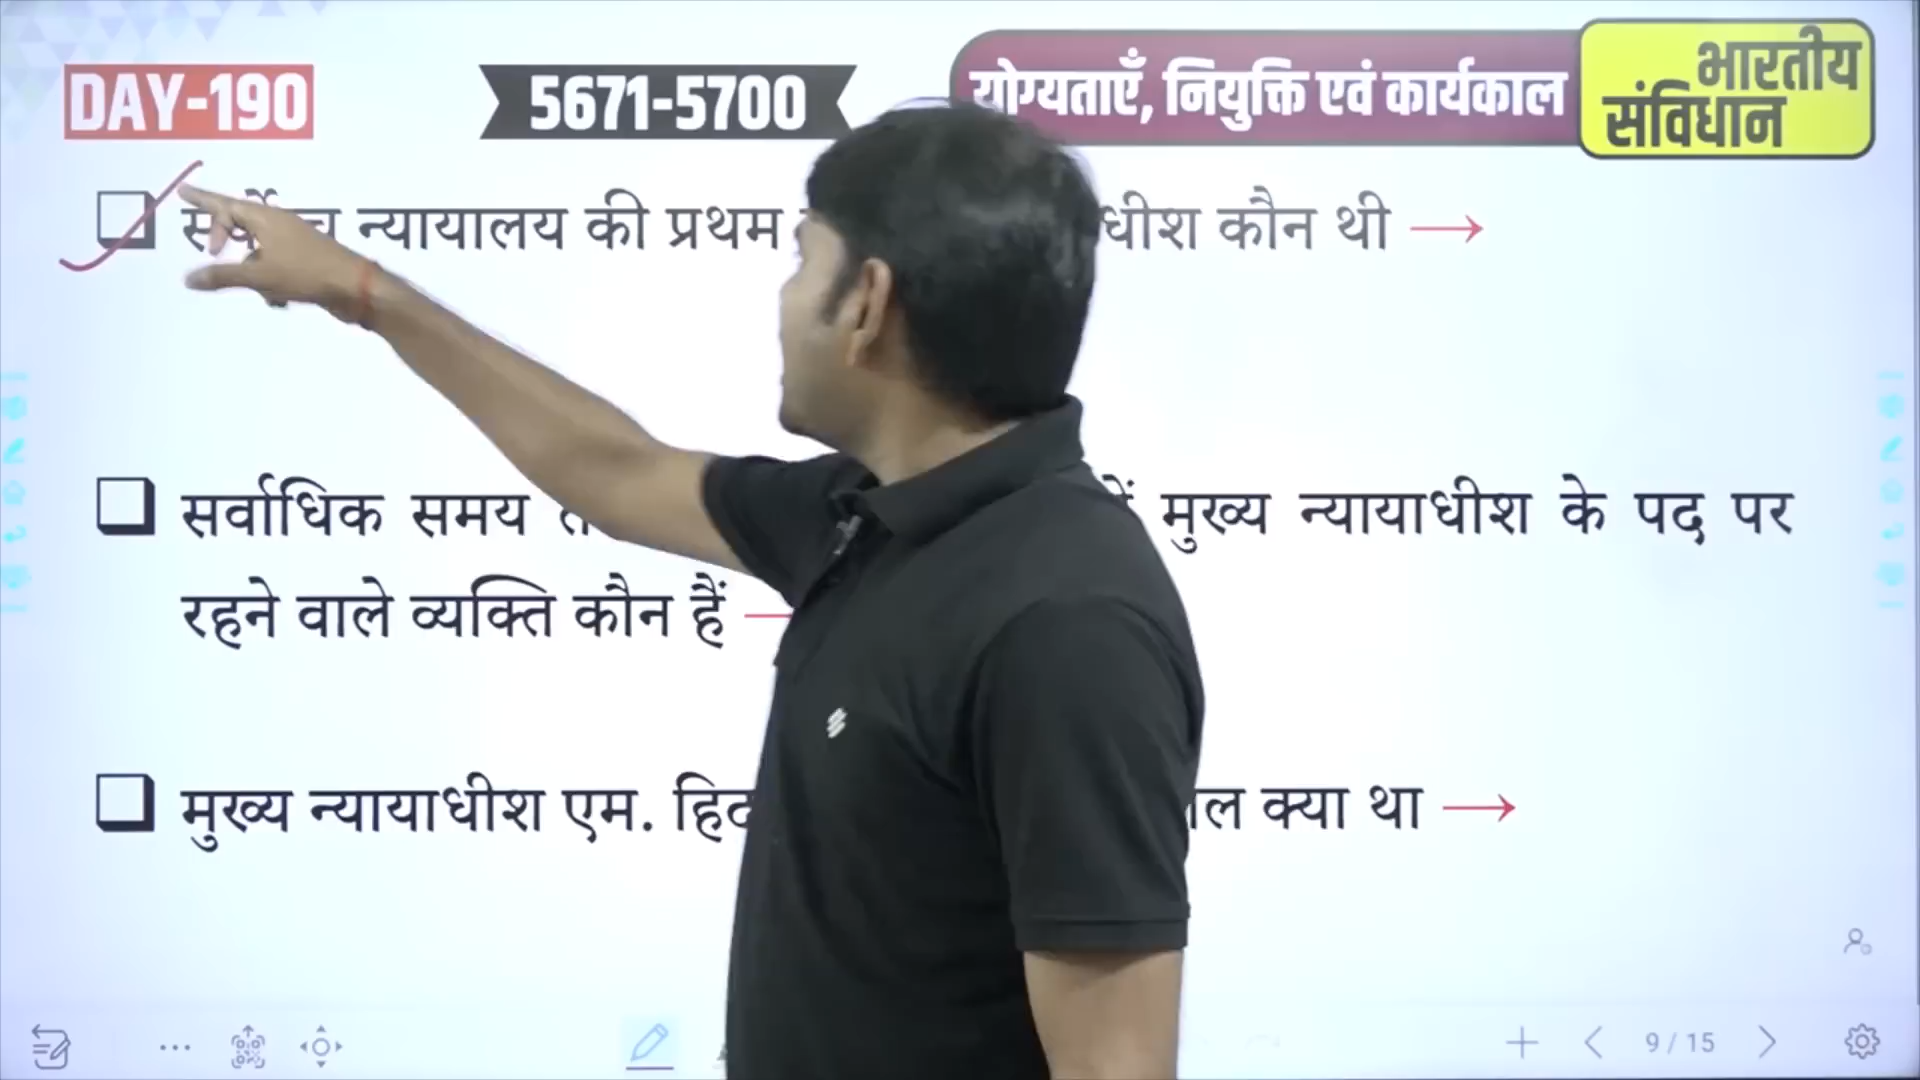 DAY-190
5671-5700
योग्यताएँ, नियुक्ति एवं कार्यकाल
भारतीय
संविधान
न्यायालय की प्रथम कौन थी →
सर्वाधिक समय मुख्य न्यायाधीश के पद पर
रहने वाले व्यक्ति कौन हैं
मुख्य न्यायाधीश एम. क्या था →
9 / 15